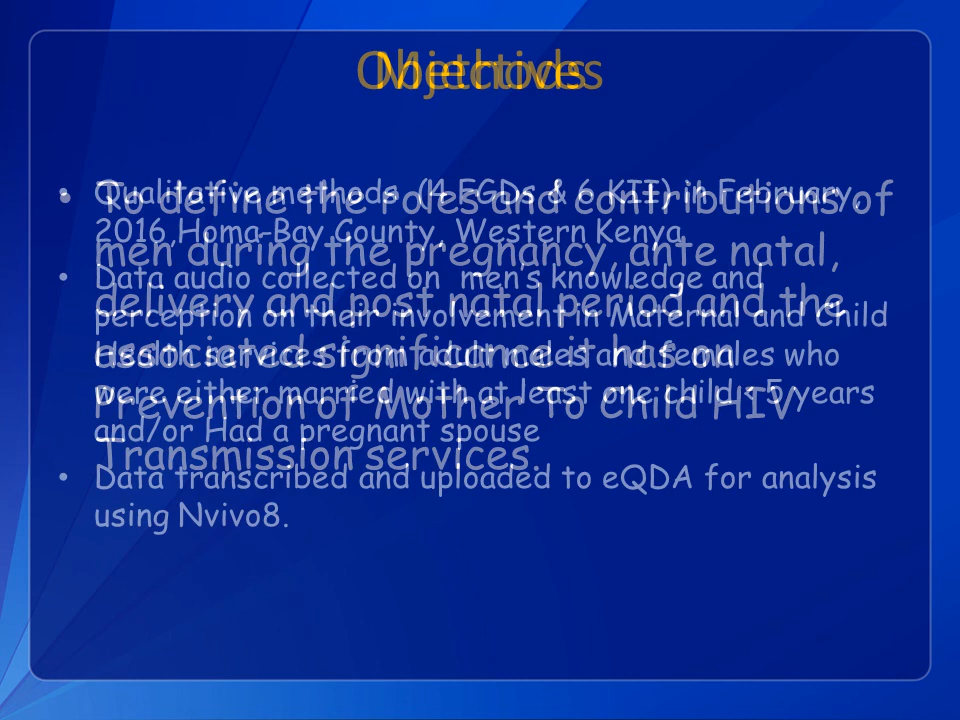 Objectives
• To define the roles and contributions of
men during the pregnancy, ante natal,
delivery and post natal period and the
associated significance it has on
Prevention of Mother To Child HIV
Transmission services.
Methods
• Qualitative methods (4 FGDs & 6 KII) in February,
2016,Homa-Bay County, Western Kenya
• Data audio collected on men's knowledge and
perception on their involvement in Maternal and Child
Health services from adult males and females who
were either married with at least one child <5 years
and/or Had a pregnant spouse
• Data transcribed and uploaded to eQDA for analysis
using Nvivo8.